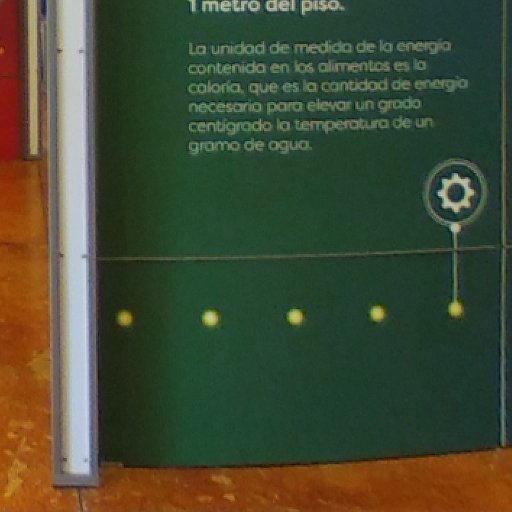 1 metro del piso.
La unidad de medida de la energía
contenida en los alimentos es la
caloría, que es la cantidad de energía
necesaria para elevar un grado
centígrado la temperatura de un
gramo de agua.